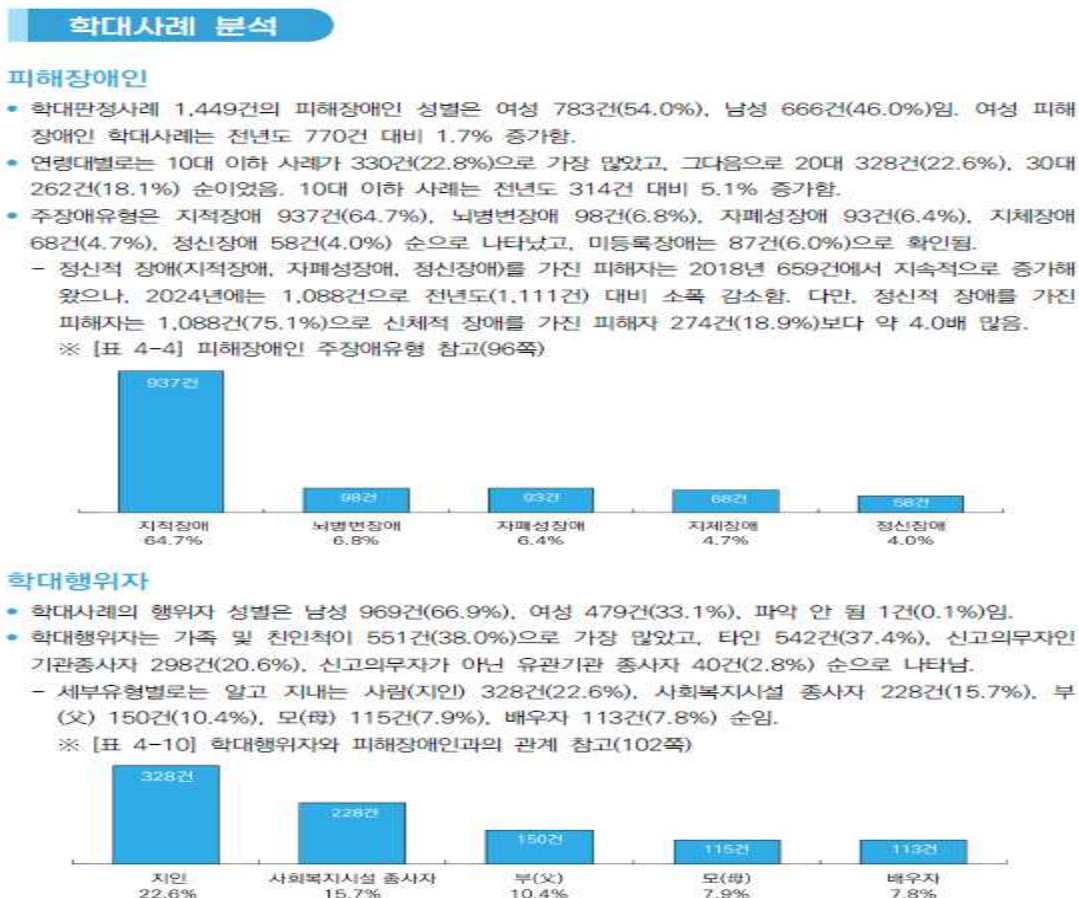 학대사례 분석
피해장애인
• 학대판정사례 1,449건의 피해장애인 성별은 여성 783건(54.0%), 남성 666건(46.0%)임. 여성 피해
장애인 학대사례는 전년도 770건 대비 1.7% 증가함.
• 연령대별로는 10대 이하 사례가 330건(22.8%)으로 가장 많았고, 그다음으로 20대 328건(22.6%), 30대
262건(18.1%) 순이었음. 10대 이하 사례는 전년도 314건 대비 5.1% 증가함.
• 주장애유형은 지적장애 937건(64.7%), 뇌병변장애 98건(6.8%), 자폐성장애 93건(6.4%), 지체장애
68건(4.7%), 정신장애 58건(4.0%) 순으로 나타났고, 미등록장애는 87건(6.0%)으로 확인됨.
- 정신적 장애(지적장애, 자폐성장애, 정신장애)를 가진 피해자는 2018년 659건에서 지속적으로 증가해
왔으나, 2024년에는 1,088건으로 전년도(1,111건) 대비 소폭 감소함. 다만, 정신적 장애를 가진
피해자는 1,088건(75.1%)으로 신체적 장애를 가진 피해자 274건(18.9%)보다 약 4.0배 많음.
※ [표 4-4] 피해장애인 주장애유형 참고(96쪽)
937건
98건 93건 68건 58건
지적장애 뇌병변장애 자폐성장애 지체장애 정신장애
64.7% 6.8% 6.4% 4.7% 4.0%
학대행위자
• 학대사례의 행위자 성별은 남성 969건(66.9%), 여성 479건(33.1%), 파악 안 됨 1건(0.1%)임.
• 학대행위자는 가족 및 친인척이 551건(38.0%)으로 가장 많았고, 타인 542건(37.4%), 신고의무자인
기관종사자 298건(20.6%), 신고의무자가 아닌 유관기관 종사자 40건(2.8%) 순으로 나타남.
- 세부유형별로는 알고 지내는 사람(지인) 328건(22.6%), 사회복지시설 종사자 228건(15.7%), 부
(父) 150건(10.4%), 모(母) 115건(7.9%), 배우자 113건(7.8%) 순임.
※ [표 4-10] 학대행위자와 피해장애인과의 관계 참고(102쪽)
328건
228건
150건
115건 113건
지인 사회복지시설 종사자 부(父) 모(母) 배우자
22.6% 15.7% 10.4% 7.9% 7.8%